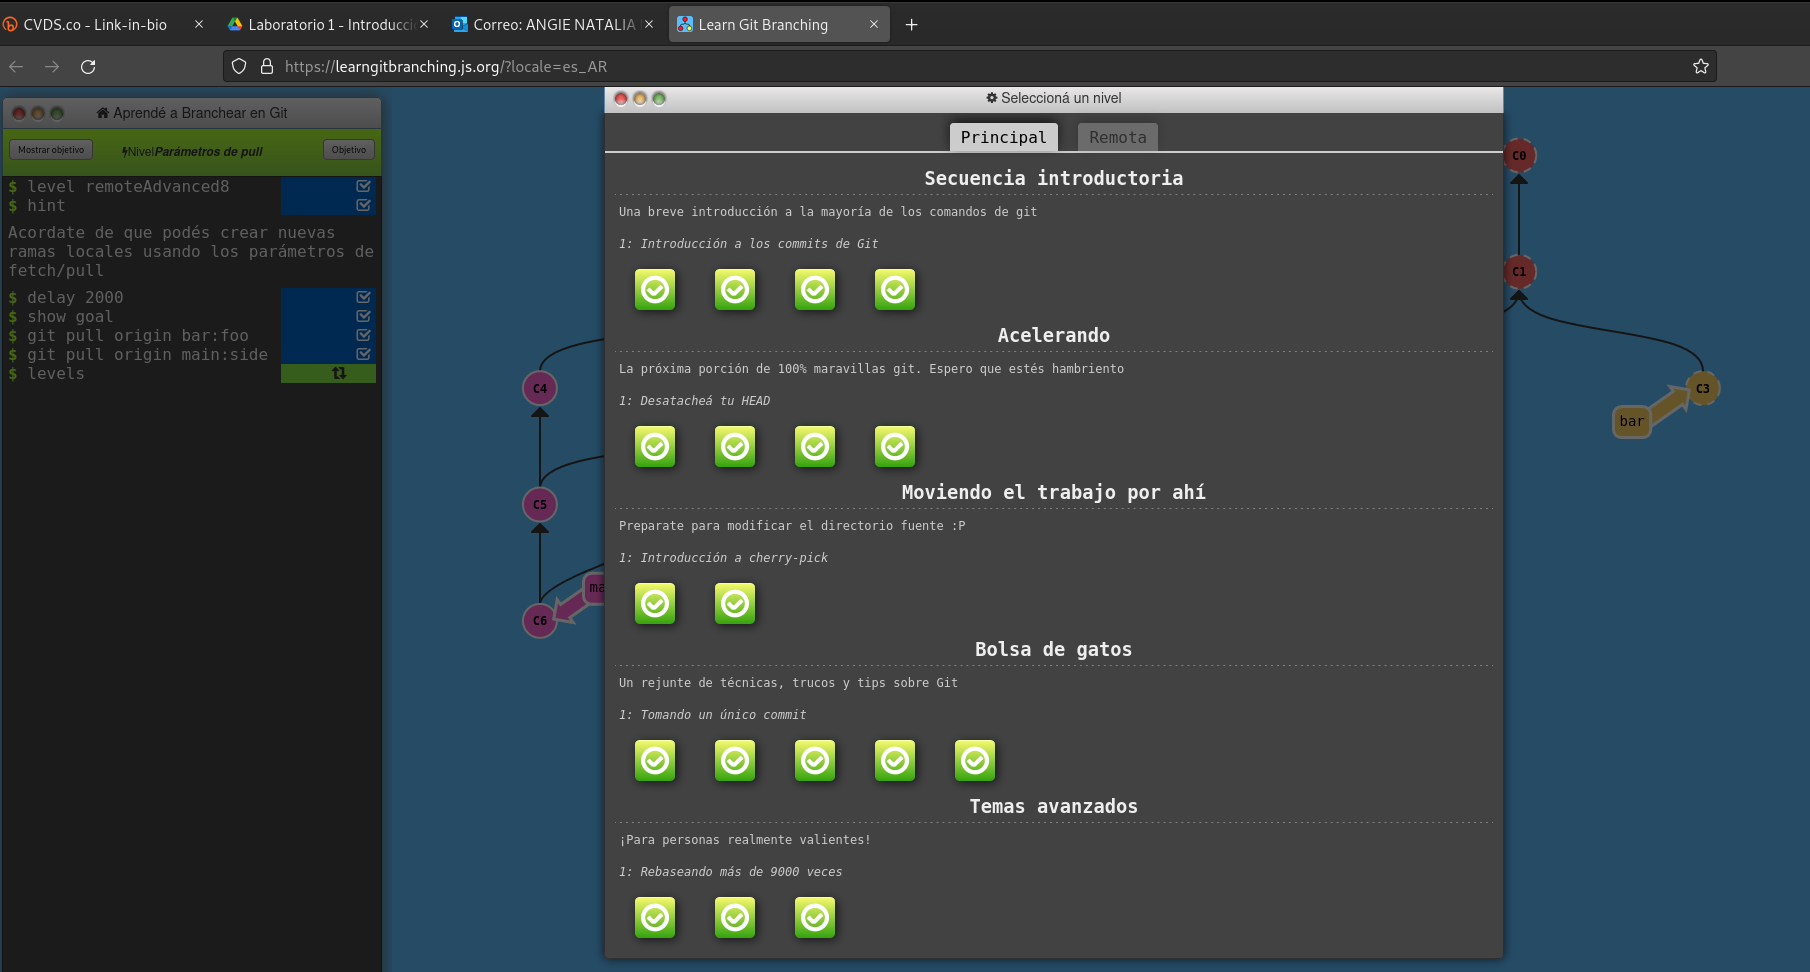 CVDS.co - Link-in-bio
Laboratorio 1 - Introducci
Correo: ANGIE NATALIA
Learn Git Branching
https://learngitbranching.js.org/?locale=es_AR
Aprendé a Branchear en Git
Mostrar objetivo
Nivel Parámetros de pull
Objetivo
$ level remoteAdvanced8
$ hint
Acordate de que podés crear nuevas
ramas locales usando los parámetros de
fetch/pull
$ delay 2000
$ show goal
$ git pull origin bar:foo
$ git pull origin main:side
$ levels
C4
C5
C6
ma
Seleccioná un nivel
Principal
Remota
Secuencia introductoria
Una breve introducción a la mayoría de los comandos de git
1: Introducción a los commits de Git
Acelerando
La próxima porción de 100% maravillas git. Espero que estés hambriento
1: Desatacheá tu HEAD
Moviendo el trabajo por ahí
Preparate para modificar el directorio fuente :P
1: Introducción a cherry-pick
Bolsa de gatos
Un rejunte de técnicas, trucos y tips sobre Git
1: Tomando un único commit
Temas avanzados
¡Para personas realmente valientes!
1: Rebaseando más de 9000 veces
C0
C1
C3
bar